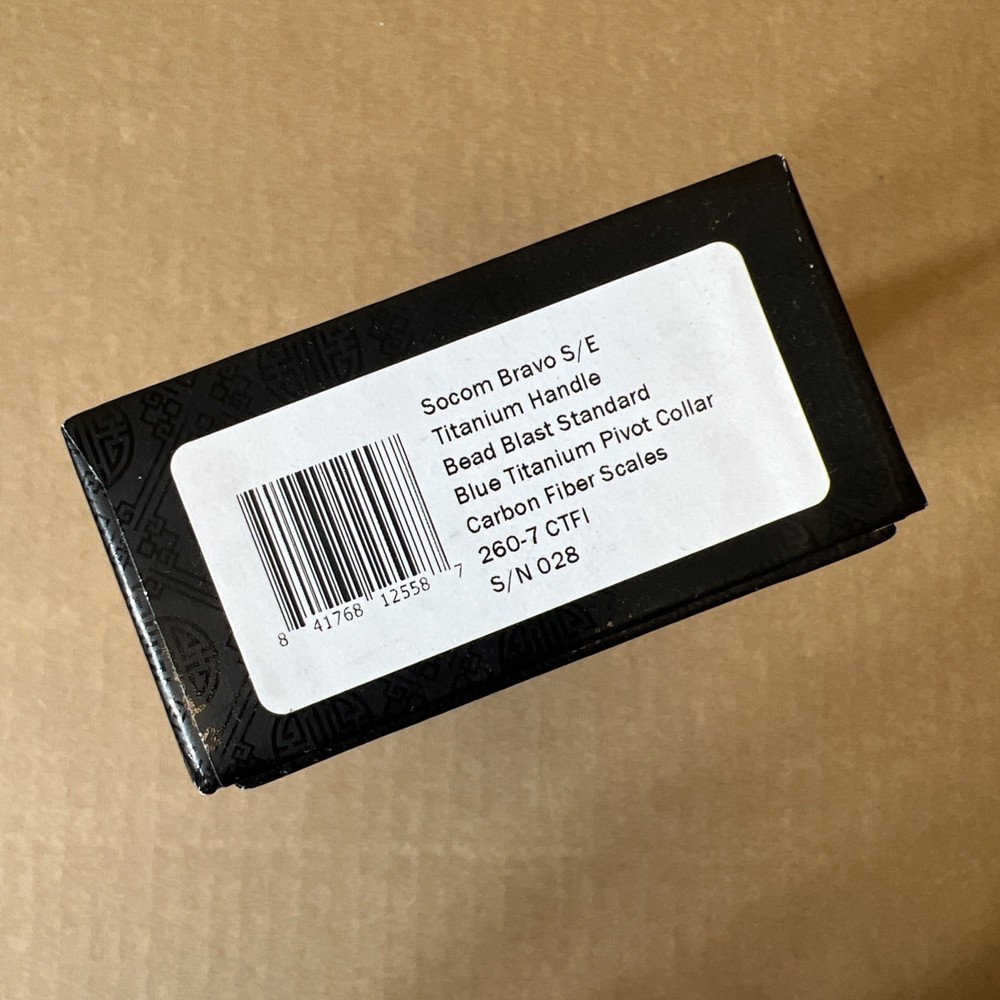 Socom Bravo S/E
Titanium Handle
Bead Blast Standard
Blue Titanium Pivot Collar
Carbon Fiber Scales
260-7 CTFI
S/N 028
8 41768 12558 7